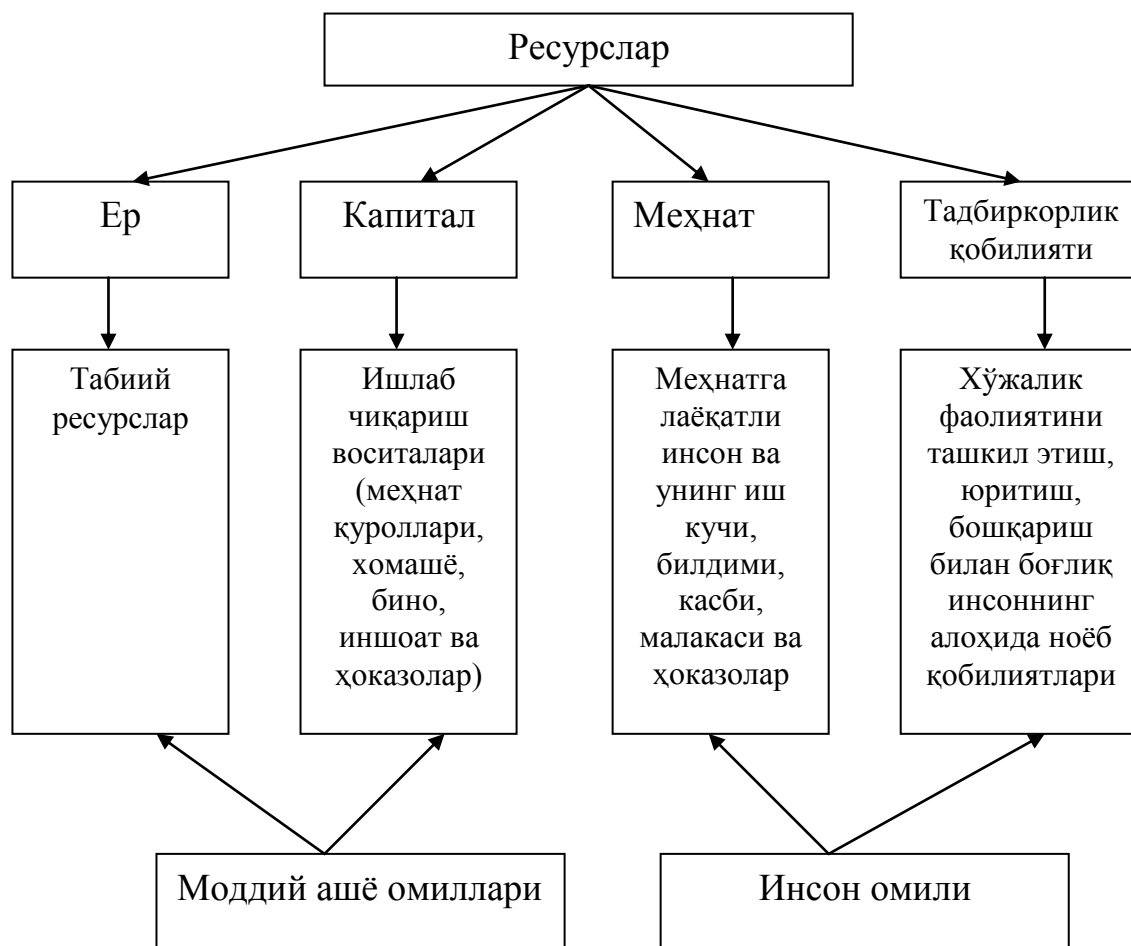 Ресурслар
Ер
Капитал
Меҳнат
Тадбиркорлик
қобилияти
Табиий
ресурслар
Ишлаб
чиқариш
воситалари
(меҳнат
қуроллари,
хомашё,
бино,
иншоат ва
ҳоказолар)
Меҳнатга
лаёқатли
инсон ва
унинг иш
кучи,
билдими,
касби,
малакаси ва
ҳоказолар
Хўжалик
фаолиятини
ташкил этиш,
юритиш,
бошқариш
билан боғлиқ
инсоннинг
алоҳида ноёб
қобилиятлари
Моддий ашё омиллари
Инсон омили